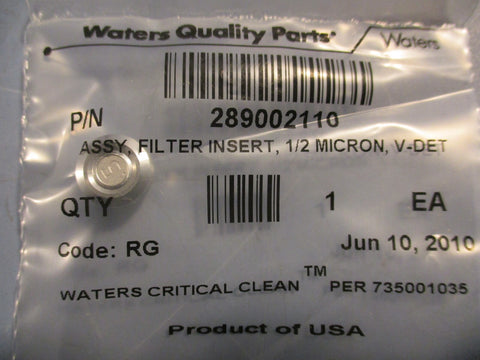 Waters Quality Parts
Waters
P/N 289002110
ASSY, FILTER INSERT, 1/2 MICRON, V-DET
QTY 1 EA
Code: RG Jun 10, 2010
WATERS CRITICAL CLEAN ™ PER 735001035
Product of USA